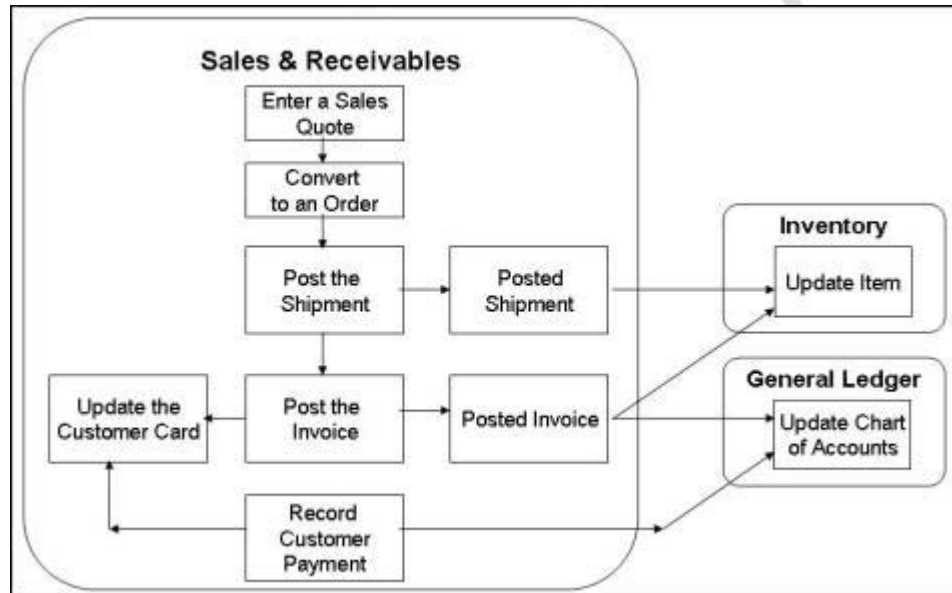 Sales & Receivables
Enter a Sales
Quote
Convert
to an Order
Post the
Shipment
Posted
Shipment
Inventory
Update Item
Update the
Customer Card
Post the
Invoice
Posted Invoice
General Ledger
Update Chart
of Accounts
Record
Customer
Payment